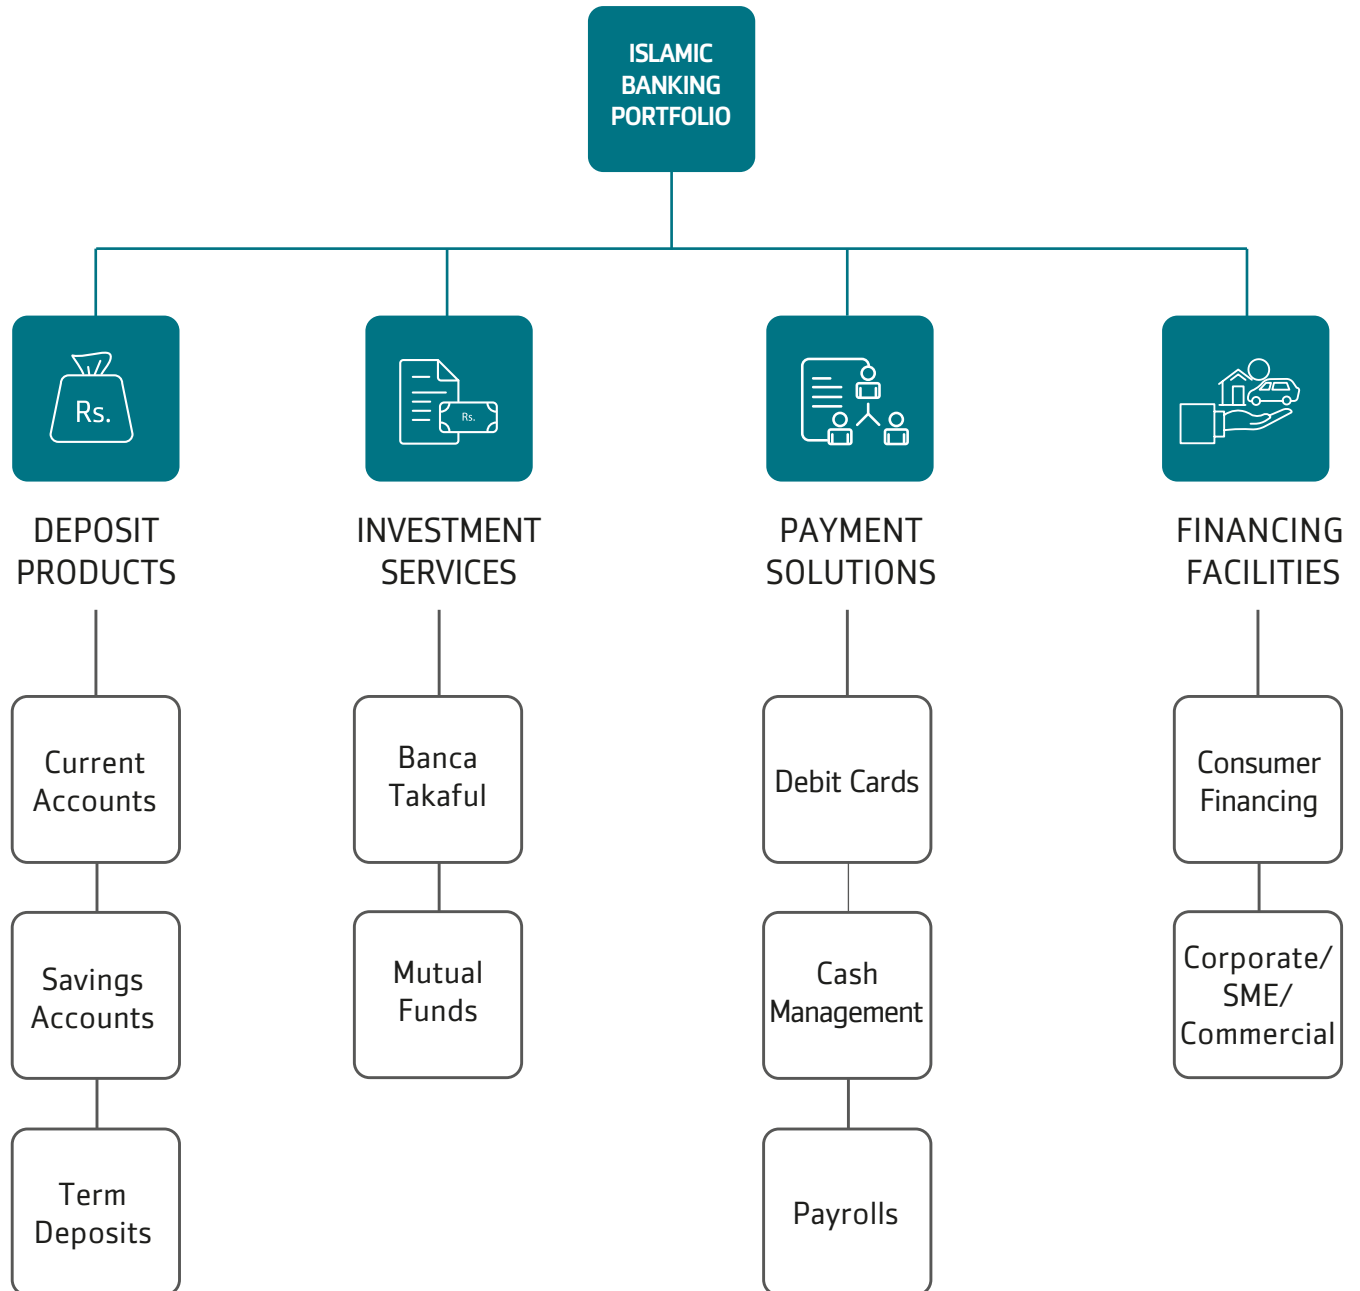 ISLAMIC
BANKING
PORTFOLIO
Rs.
Rs.
DEPOSIT
PRODUCTS
INVESTMENT
SERVICES
PAYMENT
SOLUTIONS
FINANCING
FACILITIES
Current
Accounts
Banca
Takaful
Debit Cards
Consumer
Financing
Savings
Accounts
Mutual
Funds
Cash
Management
Corporate/
SME/
Commercial
Term
Deposits
Payrolls